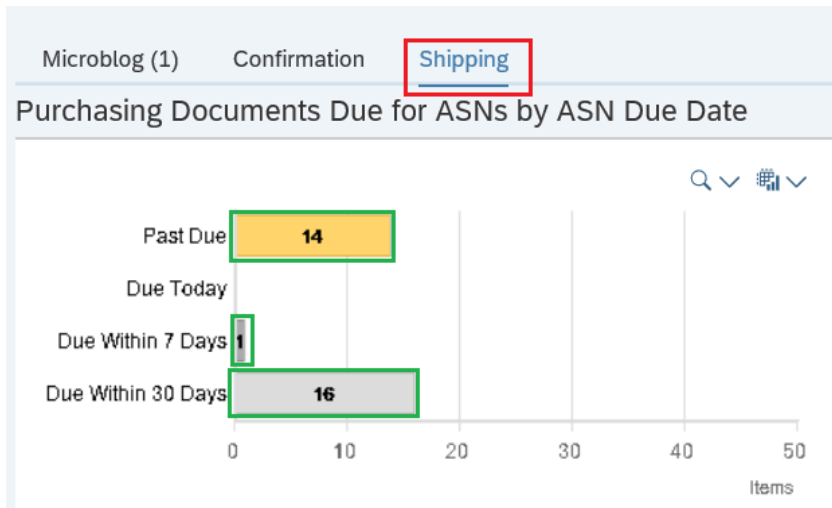 Microblog (1) Confirmation Shipping
Purchasing Documents Due for ASNs by ASN Due Date
Past Due 14
Due Today
Due Within 7 Days 1
Due Within 30 Days 16
0 10 20 30 40 50
Items